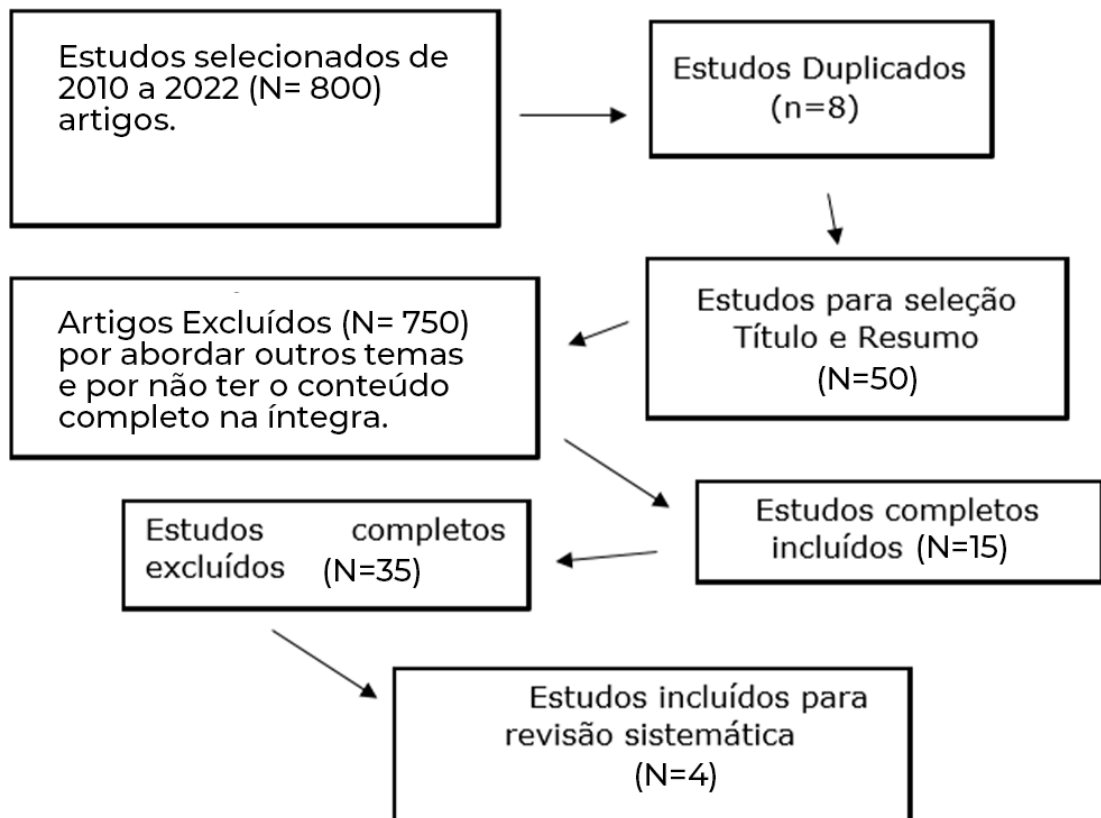 Estudos selecionados de
2010 a 2022 (N= 800)
artigos.
Estudos Duplicados
(n=8)
Estudos para seleção
Título e Resumo
(N=50)
Artigos Excluídos (N= 750)
por abordar outros temas
e por não ter o conteúdo
completo na íntegra.
Estudos completos
incluídos (N=15)
Estudos completos
excluídos (N=35)
Estudos incluídos para
revisão sistemática
(N=4)